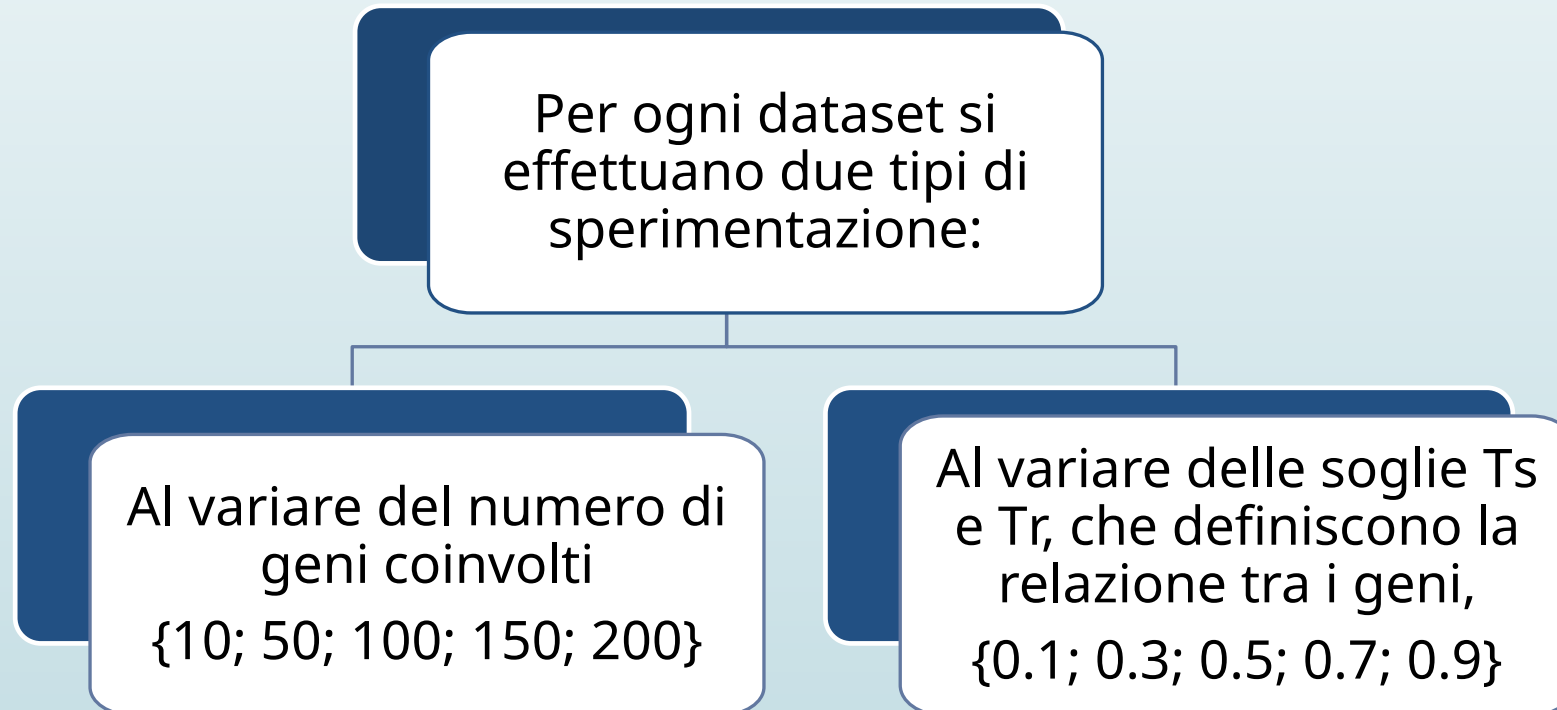 Per ogni dataset si
effettuano due tipi di
sperimentazione:
Al variare del numero di
geni coinvolti
{10; 50; 100; 150; 200}
Al variare delle soglie Ts
e Tr, che definiscono la
relazione tra i geni,
{0.1; 0.3; 0.5; 0.7; 0.9}